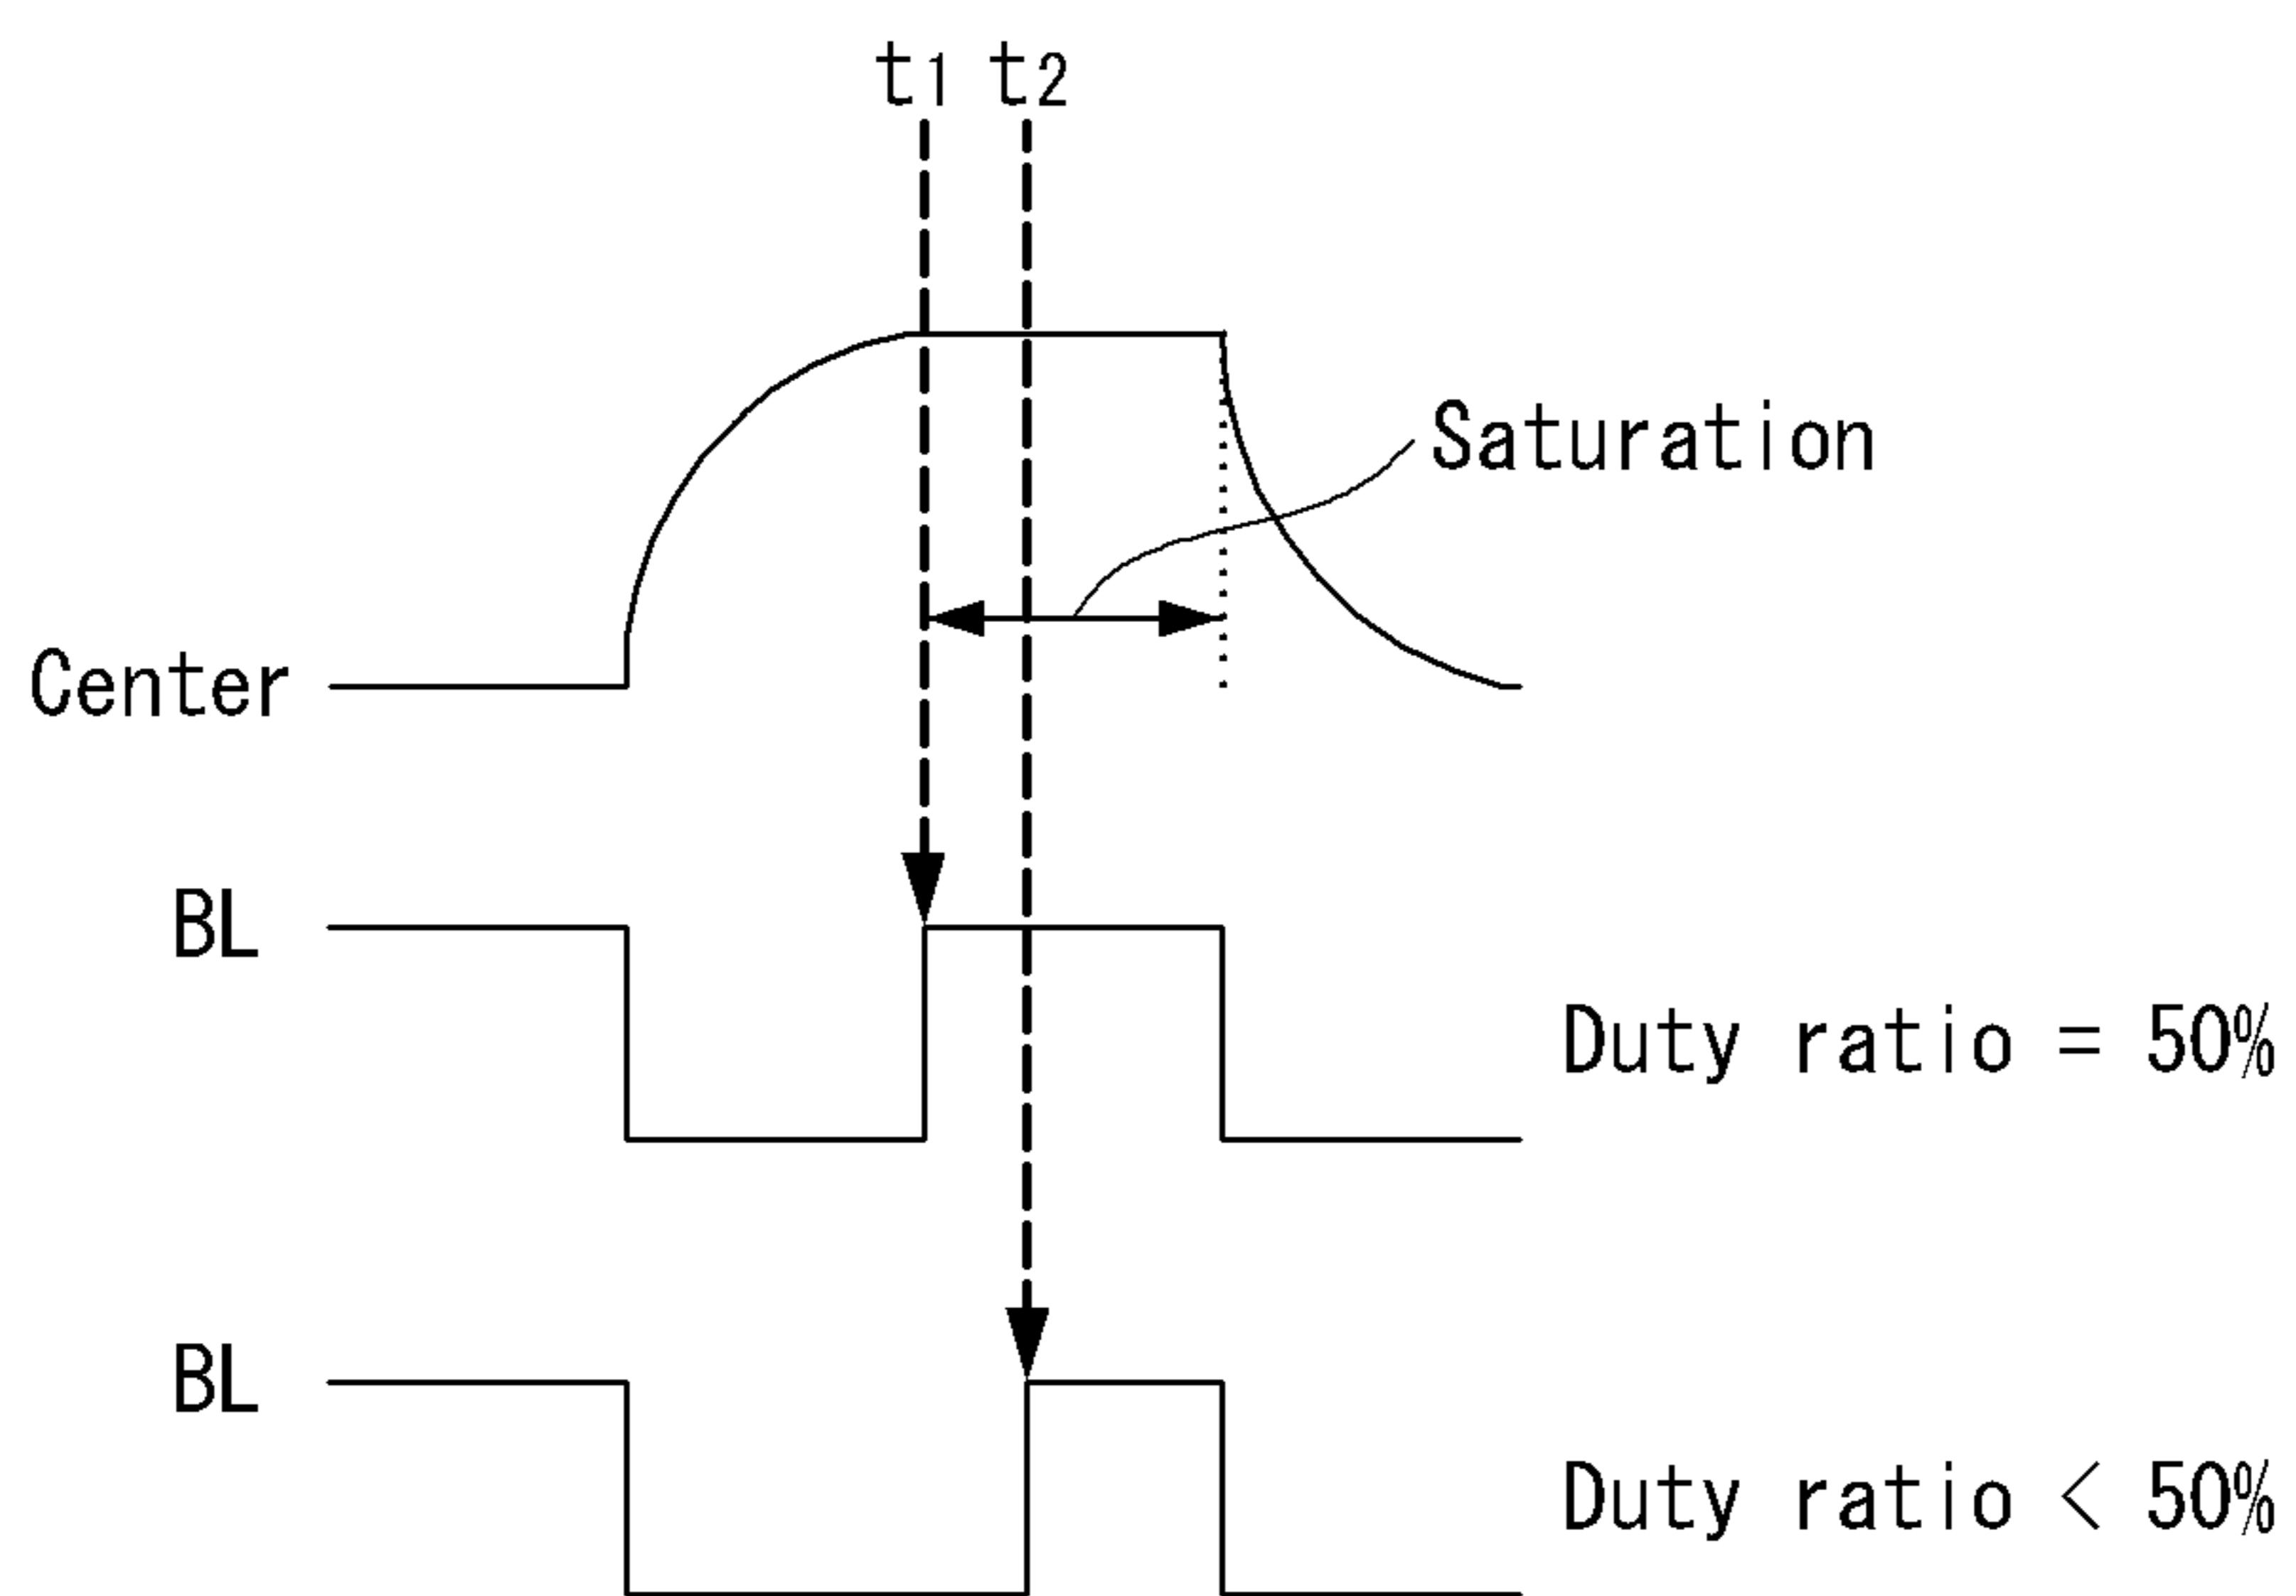 t1 t2
Saturation
Center
BL
Duty ratio = 50%
BL
Duty ratio < 50%